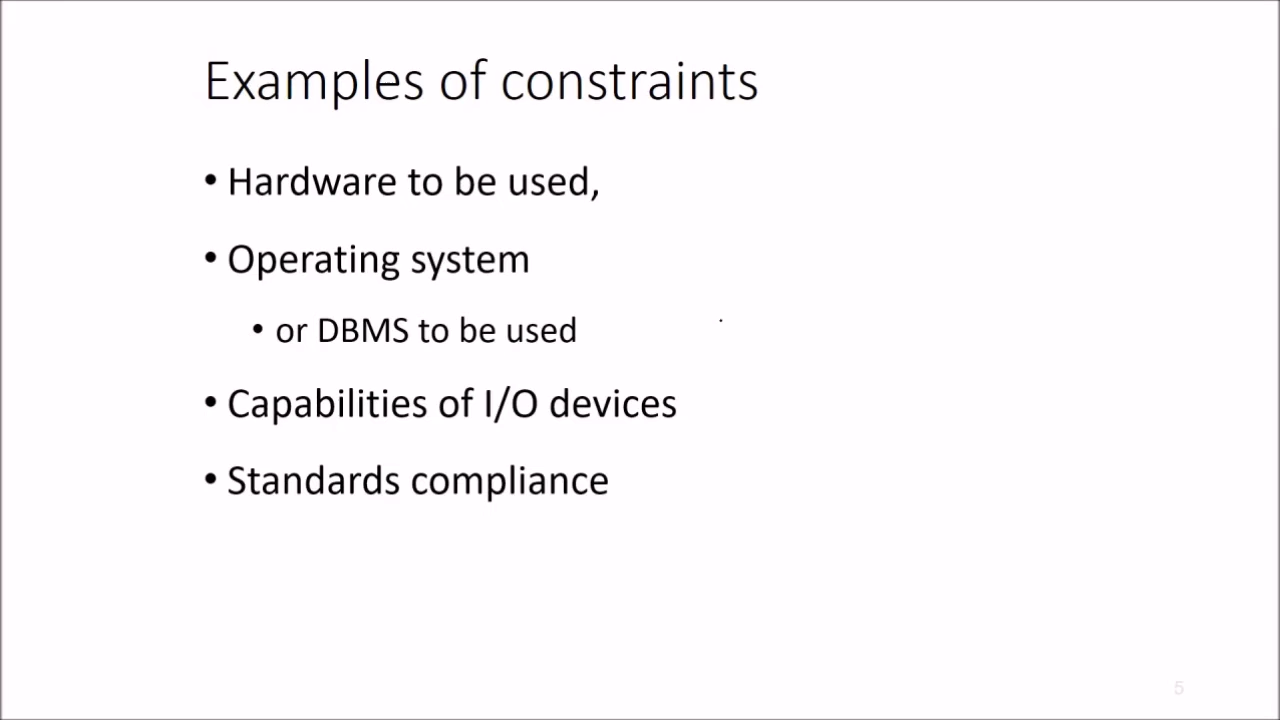 Examples of constraints
• Hardware to be used,
• Operating system
• or DBMS to be used
• Capabilities of I/O devices
• Standards compliance
5